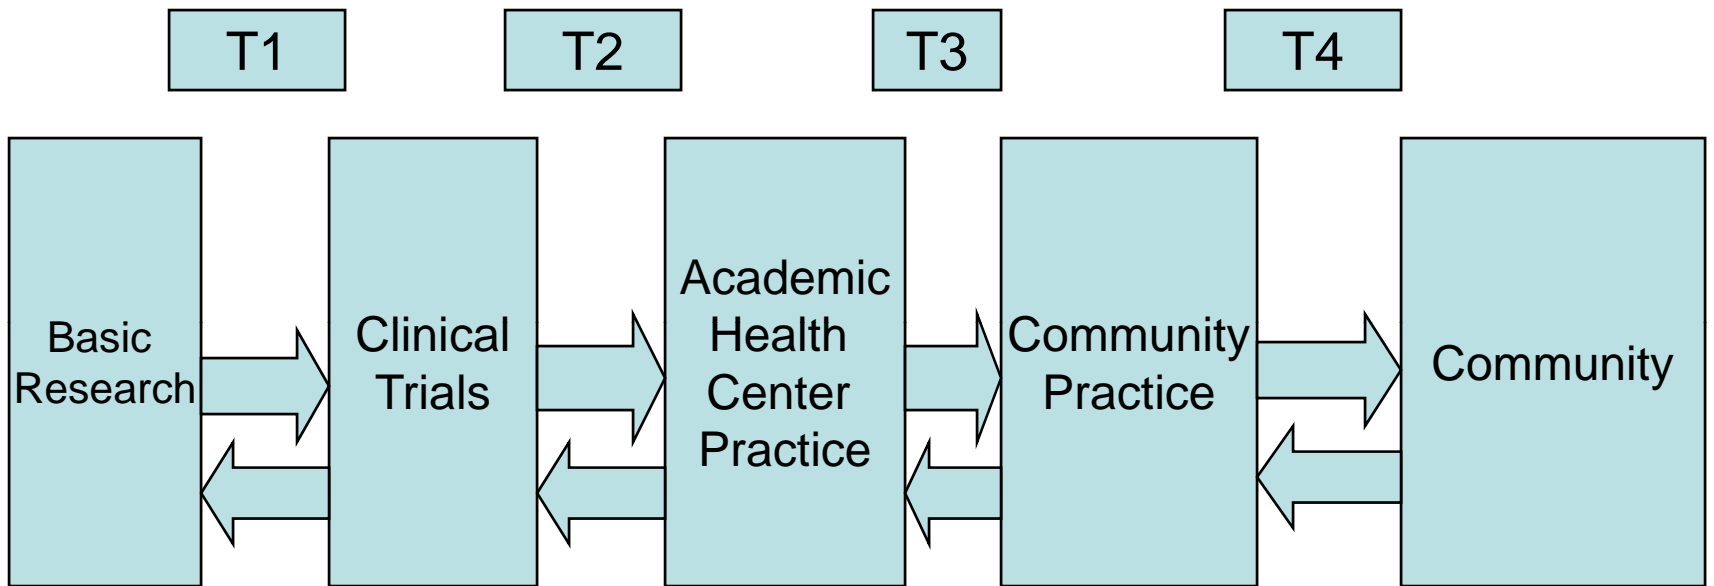 T1
T2
T3
T4
Basic
Research
Clinical
Trials
Academic
Health
Center
Practice
Community
Practice
Community